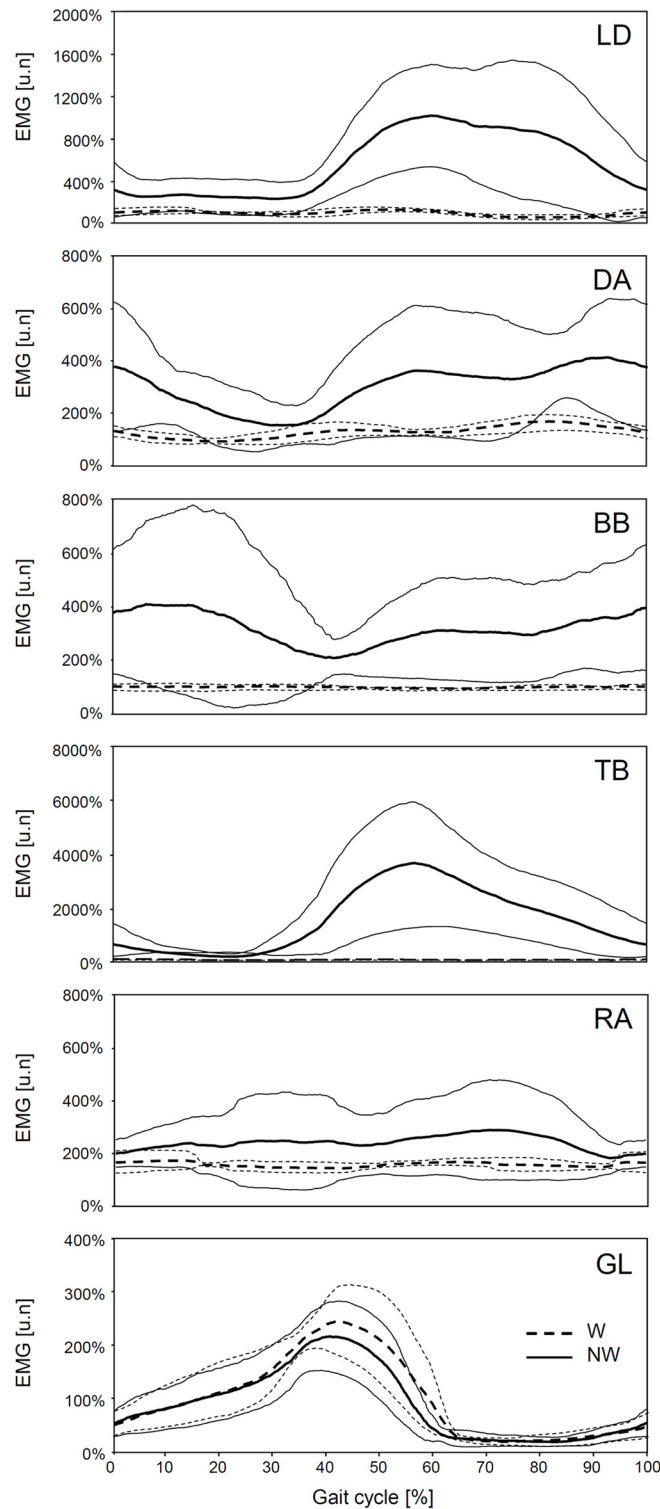 LD
EMG [u.n]
2000%
1600%
1200%
800%
400%
0%
DA
EMG [u.n]
800%
600%
400%
200%
0%
BB
EMG [u.n]
800%
600%
400%
200%
0%
TB
EMG [u.n]
8000%
6000%
4000%
2000%
0%
RA
EMG [u.n]
800%
600%
400%
200%
0%
GL
EMG [u.n]
400%
300%
200%
100%
0%
W
NW
0 10 20 30 40 50 60 70 80 90 100
Gait cycle [%]